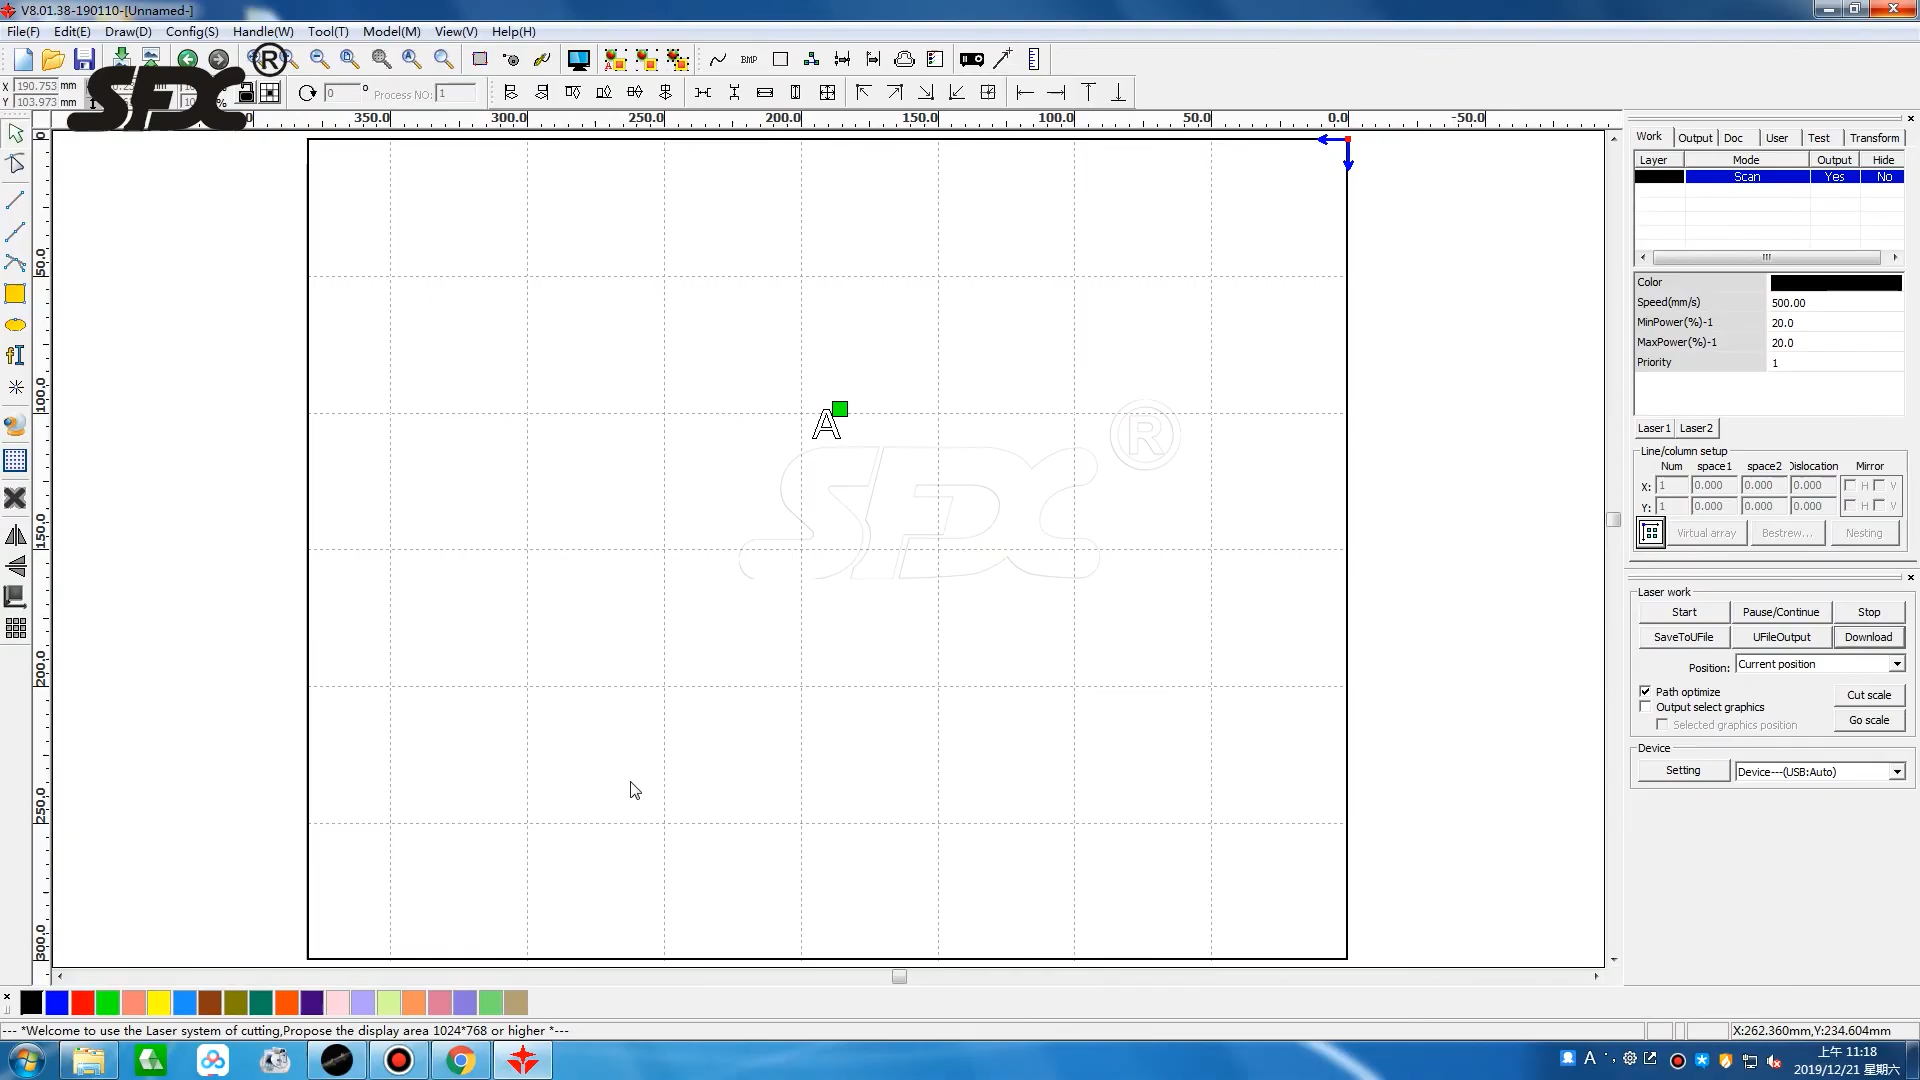 V8.01.38-190110-[Unnamed-]
File(F) Edit(E) Draw(D) Config(S) Handle(W) Tool(T) Model(M) View(V) Help(H)
®
BMP
X 190.753 mm
Y 103.973 mm
SFX
0 °
Process NO: 1
350.0 300.0 250.0 200.0 150.0 100.0 50.0 0.0 -50.0
0
50.0
100.0
150.0
200.0
250.0
300.0
A
SFX®
Work Output Doc User Test Transform
Layer Mode Output Hide
Scan Yes No
Color
Speed(mm/s) 500.00
MinPower(%)-1 20.0
MaxPower(%)-1 20.0
Priority 1
Laser1 Laser2
Line/column setup
Num space1 space2 Dislocation Mirror
X: 1 0.000 0.000 0.000 H V
Y: 1 0.000 0.000 0.000 H V
Virtual array Bestrew... Nesting
Laser work
Start Pause/Continue Stop
SaveToUFile UFileOutput Download
Position: Current position
Path optimize Cut scale
Output select graphics
Selected graphics position Go scale
Device
Setting Device---(USB:Auto)
--- *Welcome to use the Laser system of cutting,Propose the display area 1024*768 or higher *---
X:262.360mm,Y:234.604mm
A
上午 11:18
2019/12/21 星期六